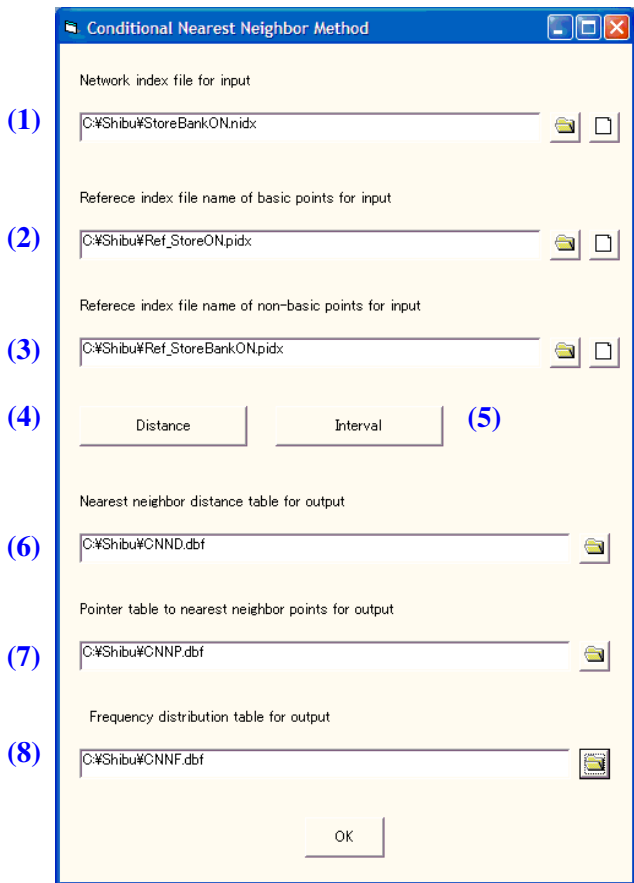 Conditional Nearest Neighbor Method
Network index file for input
(1) C:¥Shibu¥StoreBankON.nidx
Referece index file name of basic points for input
(2) C:¥Shibu¥Ref_StoreON.pidx
Referece index file name of non-basic points for input
(3) C:¥Shibu¥Ref_StoreBankON.pidx
(4) Distance Interval (5)
Nearest neighbor distance table for output
(6) C:¥Shibu¥CNND.dbf
Pointer table to nearest neighbor points for output
(7) C:¥Shibu¥CNNP.dbf
Frequency distribution table for output
(8) C:¥Shibu¥CNNF.dbf
OK